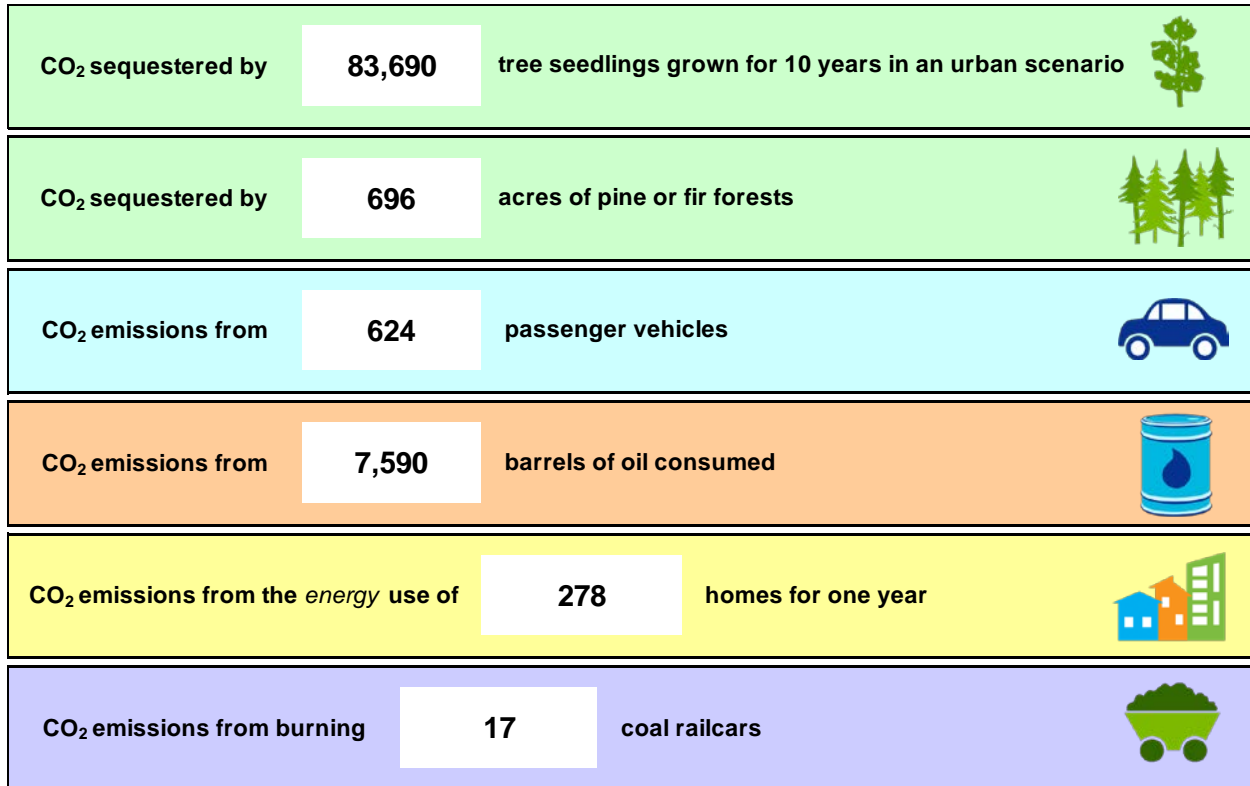 CO₂ sequestered by 83,690 tree seedlings grown for 10 years in an urban scenario
CO₂ sequestered by 696 acres of pine or fir forests
CO₂ emissions from 624 passenger vehicles
CO₂ emissions from 7,590 barrels of oil consumed
CO₂ emissions from the energy use of 278 homes for one year
CO₂ emissions from burning 17 coal railcars